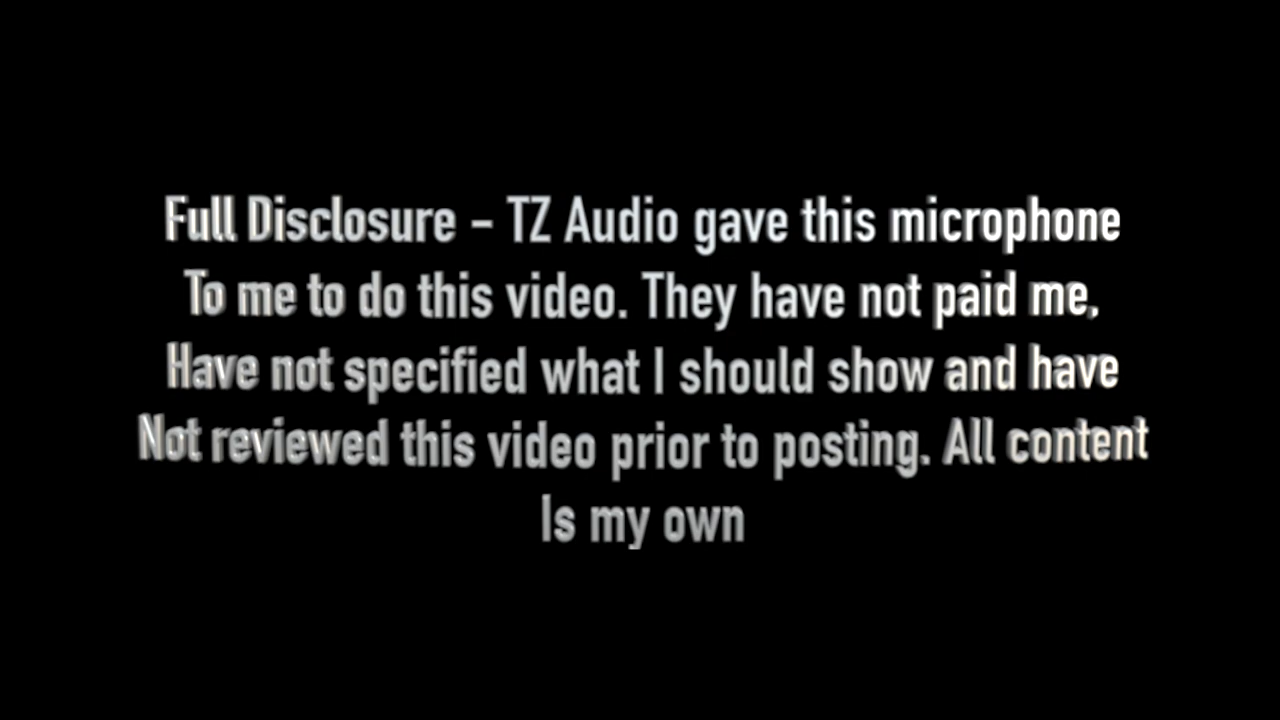 Full Disclosure – TZ Audio gave this microphone
To me to do this video. They have not paid me,
Have not specified what I should show and have
Not reviewed this video prior to posting. All content
Is my own